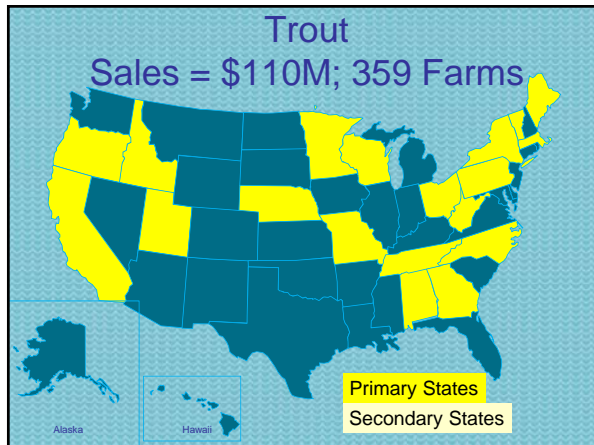 Trout
Sales = $110M; 359 Farms
Primary States
Secondary States
Alaska
Hawaii